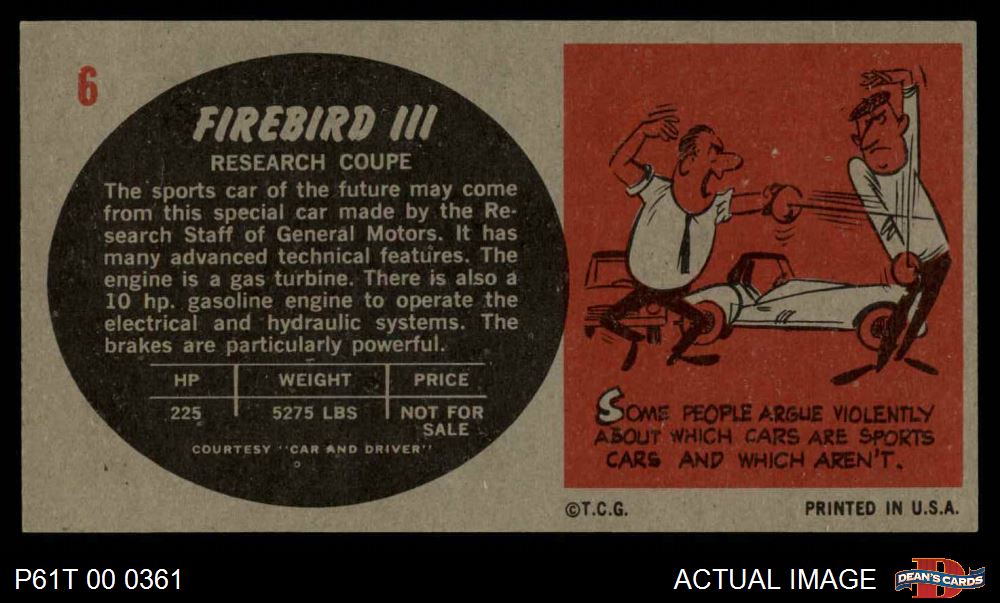 6
FIREBIRD III
RESEARCH COUPE
The sports car of the future may come
from this special car made by the Re-
search Staff of General Motors. It has
many advanced technical features. The
engine is a gas turbine. There is also a
10 hp. gasoline engine to operate the
electrical and hydraulic systems. The
brakes are particularly powerful.
HP WEIGHT PRICE
225 5275 LBS NOT FOR
SALE
COURTESY "CAR AND DRIVER"
SOME PEOPLE ARGUE VIOLENTLY
ABOUT WHICH CARS ARE SPORTS
CARS AND WHICH AREN'T.
©T.C.G. PRINTED IN U.S.A.
P61T 00 0361 ACTUAL IMAGE
D
DEAN'S CARDS